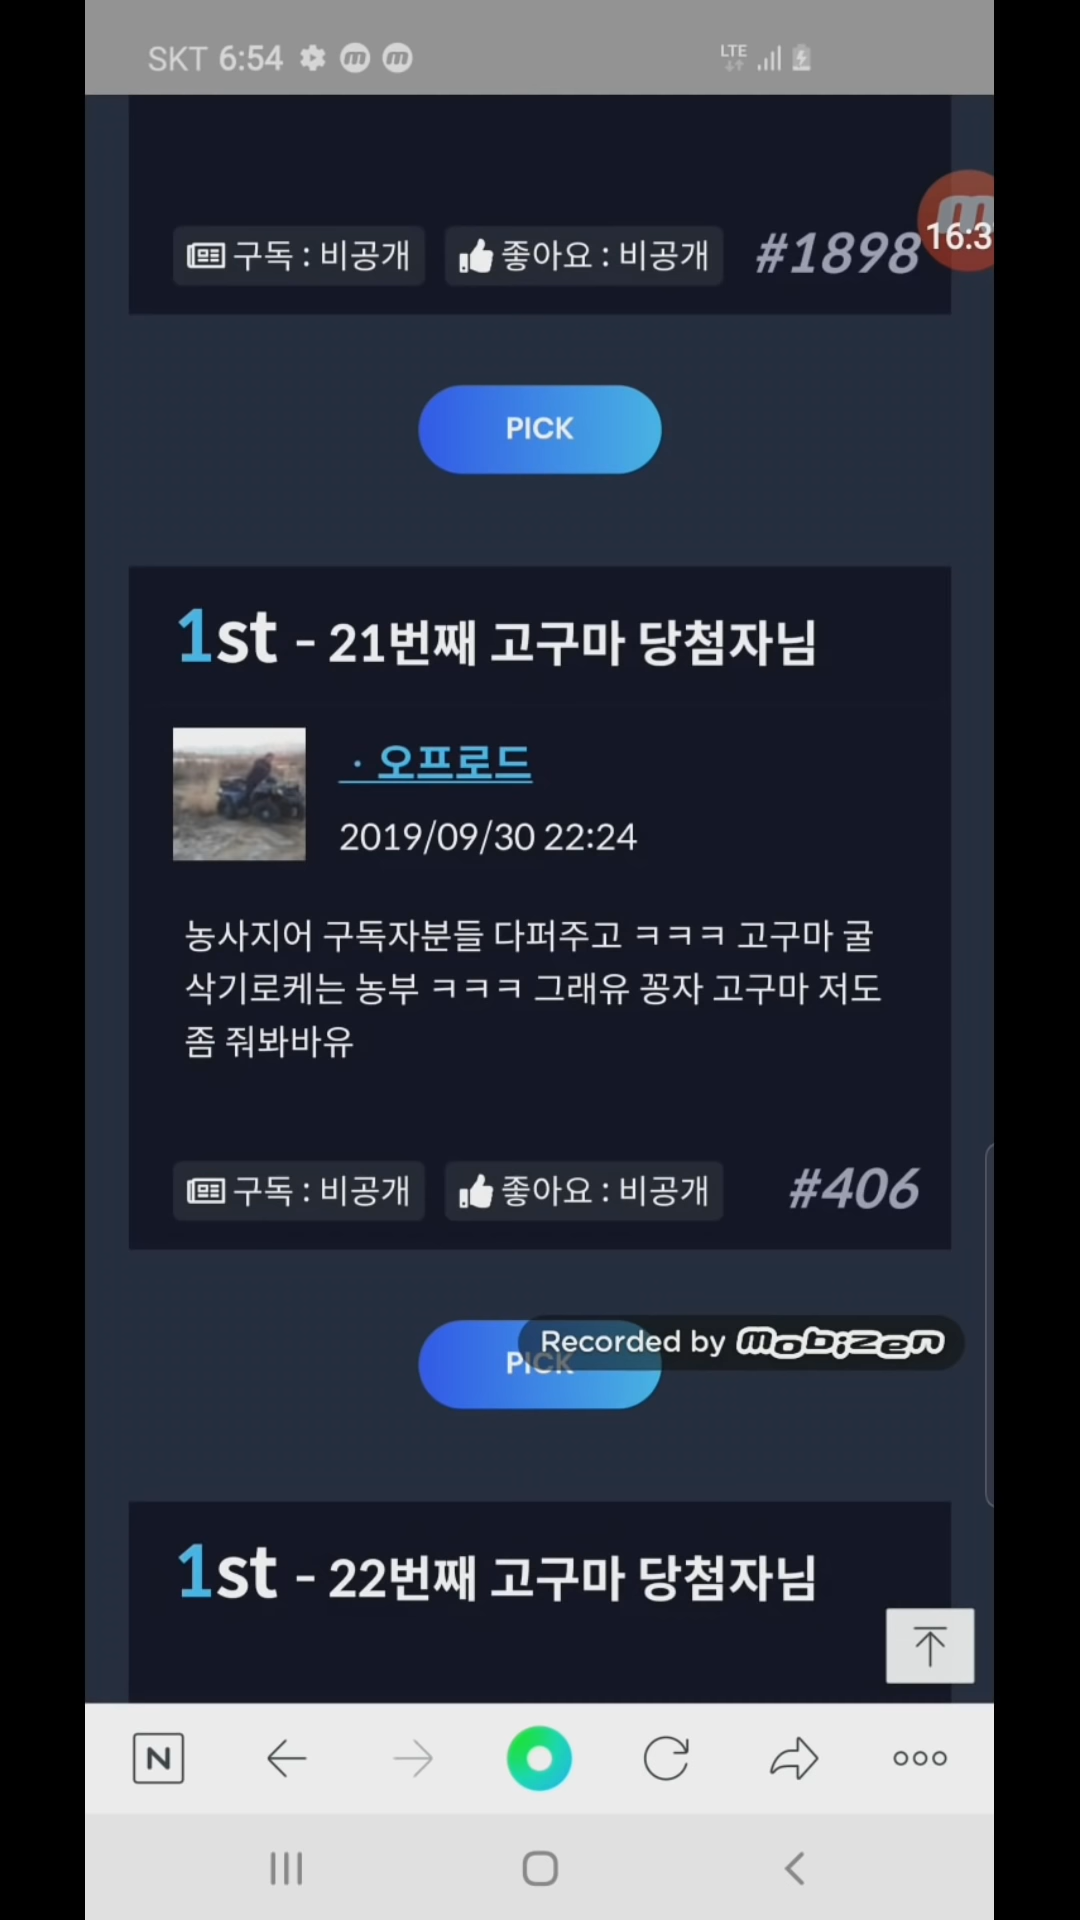 SKT 6:54
LTE
구독 : 비공개 좋아요 : 비공개 #1898
16:3
PICK
1st - 21번째 고구마 당첨자님
· 오프로드
2019/09/30 22:24
농사지어 구독자분들 다퍼주고 ㅋㅋㅋ 고구마 굴
삭기로케는 농부 ㅋㅋㅋ 그래유 꽁자 고구마 저도
좀 줘봐바유
구독 : 비공개 좋아요 : 비공개 #406
Recorded by mobizen
PICK
1st - 22번째 고구마 당첨자님
N